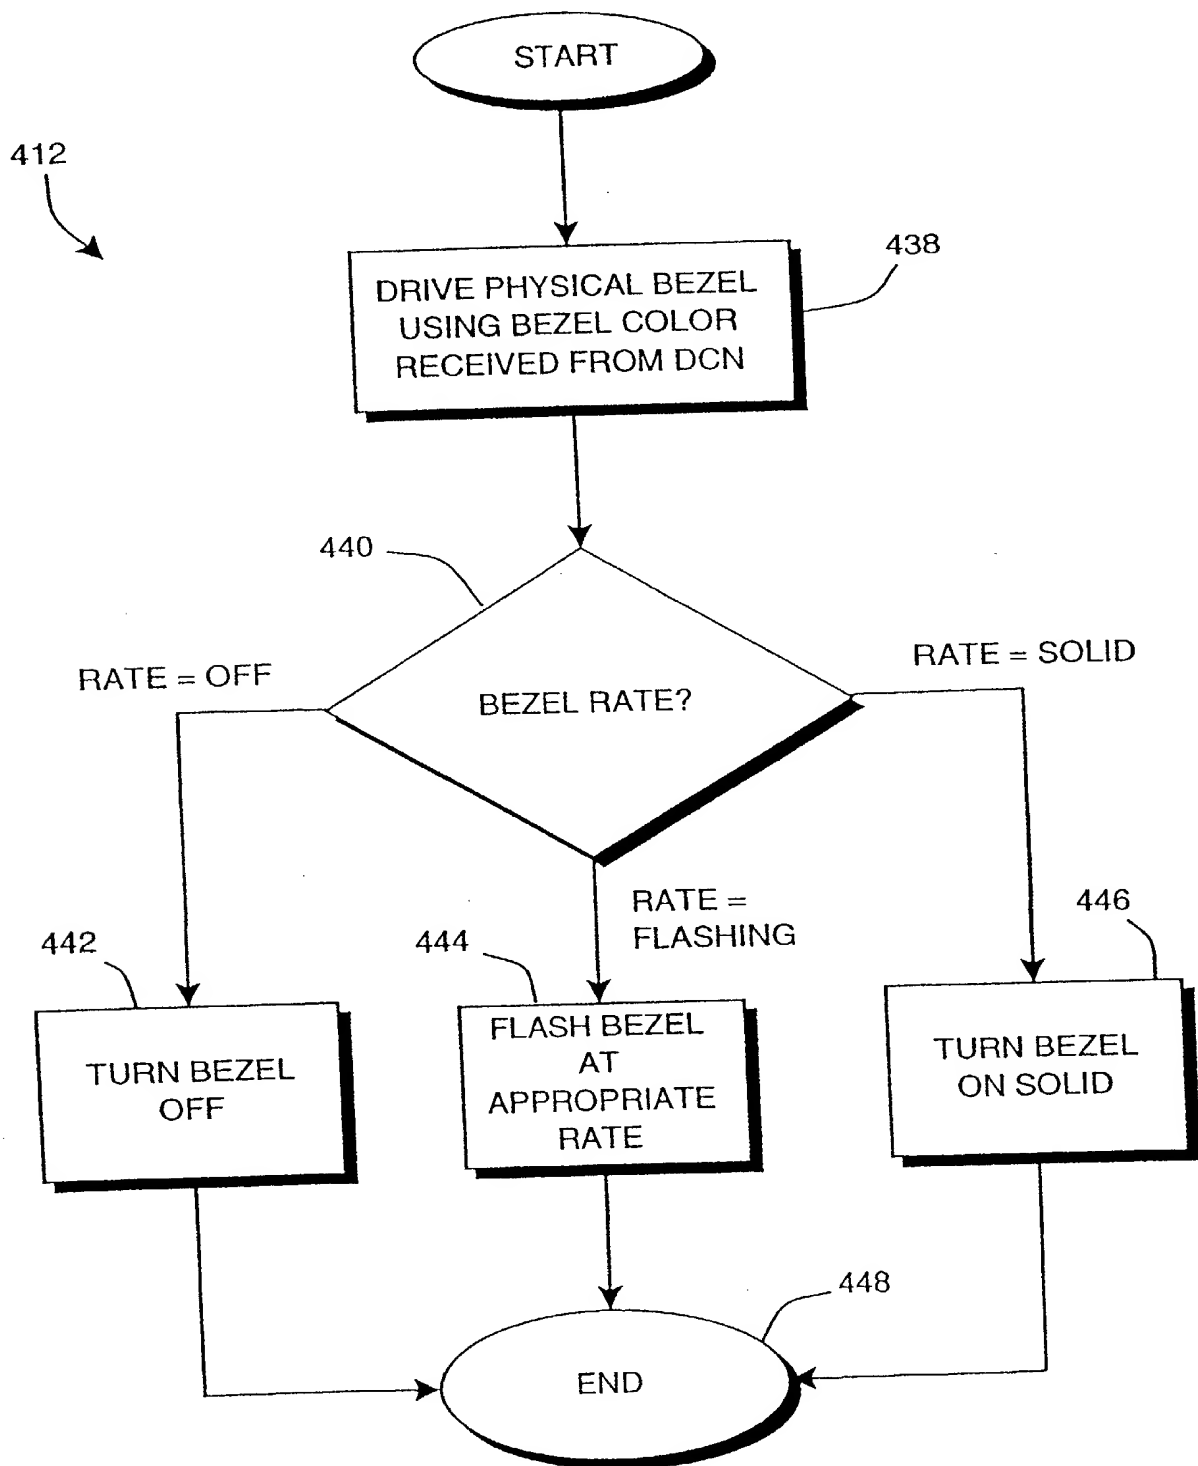 START
412
438
DRIVE PHYSICAL BEZEL
USING BEZEL COLOR
RECEIVED FROM DCN
440
RATE = OFF
BEZEL RATE?
RATE = SOLID
RATE =
FLASHING
442
444
446
TURN BEZEL
OFF
FLASH BEZEL
AT
APPROPRIATE
RATE
TURN BEZEL
ON SOLID
448
END